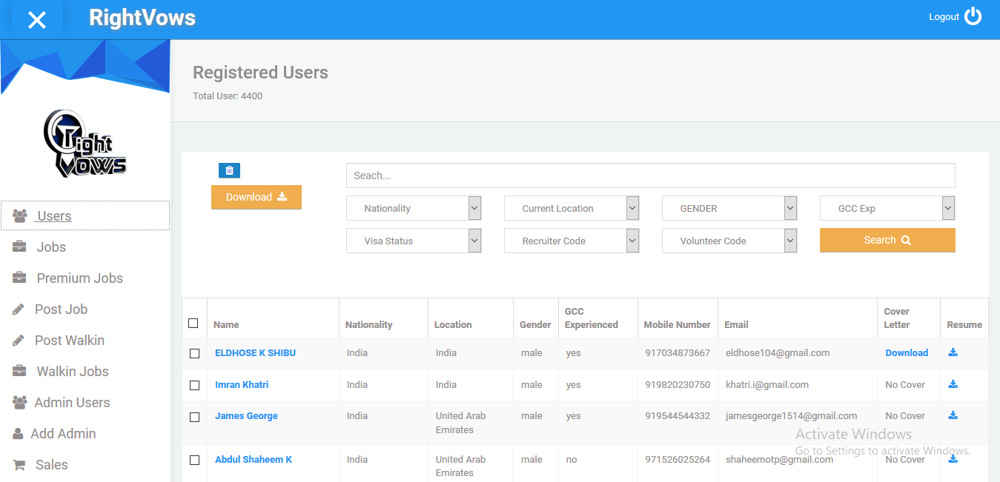 RightVows
Logout
Right
Vows
Users
Jobs
Premium Jobs
Post Job
Post Walkin
Walkin Jobs
Admin Users
Add Admin
Sales
Registered Users
Total User: 4400
Download
Seach...
Nationality Current Location GENDER GCC Exp
Visa Status Recruiter Code Volunteer Code Search
Name Nationality Location Gender GCC Experienced Mobile Number Email Cover Letter Resume
ELDHOSE K SHIBU India India male yes 917034873667 eldhose104@gmail.com Download
Imran Khatri India India male yes 919820230750 khatri.i@gmail.com No Cover
James George India United Arab Emirates male yes 919544544332 jamesgeorge1514@gmail.com No Cover
Abdul Shaheem K India United Arab Emirates male no 971526025264 shaheemotp@gmail.com No Cover
Activate Windows
Go to Settings to activate Windows.